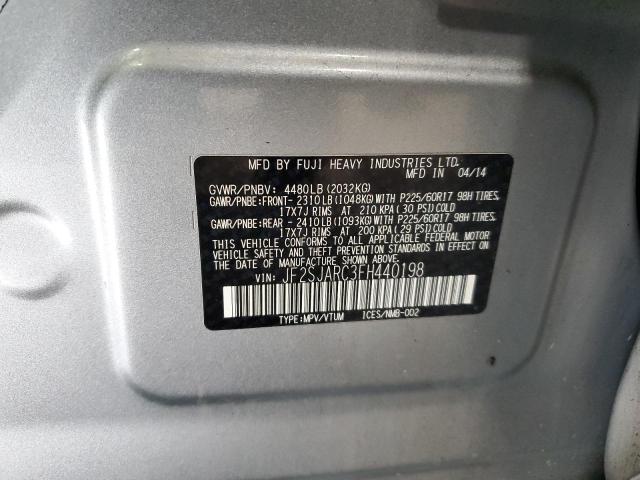 MFD BY FUJI HEAVY INDUSTRIES LTD.
MFD IN 04/14
GVWR/PNBV: 4480LB(2032KG)
GAWR/PNBE:FRONT- 2310LB(1048KG)WITH P225/60R17 98H TIRES,
17X7J RIMS AT 210 KPA(30 PSI)COLD
GAWR/PNBE:REAR - 2410LB(1093KG)WITH P225/60R17 98H TIRES,
17X7J RIMS AT 200 KPA(29 PSI)COLD
THIS VEHICLE CONFORMS TO ALL APPLICABLE FEDERAL MOTOR
VEHICLE SAFETY AND THEFT PREVENTION STANDARDS IN EFFECT ON
THE DATE OF MANUFACTURE SHOWN ABOVE.
VIN: JF2SJARC3FH440198
TYPE:MPV/VTUM ICES/NMB-002